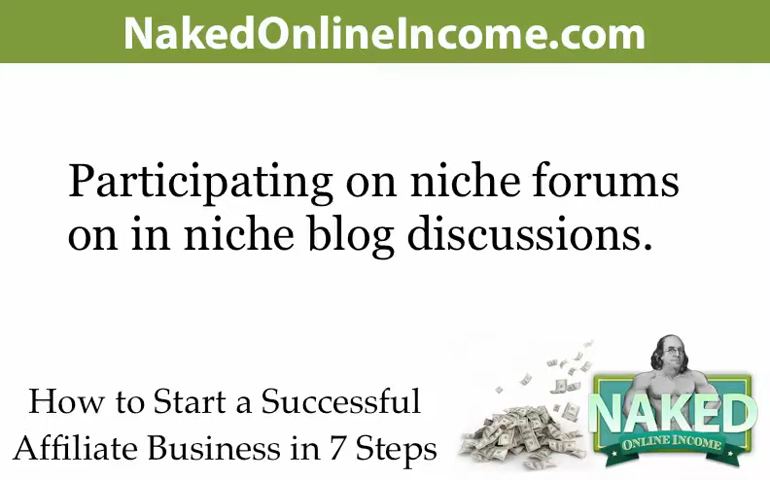 NakedOnlineIncome.com
Participating on niche forums
on in niche blog discussions.
How to Start a Successful
Affiliate Business in 7 Steps
NAKED
ONLINE INCOME